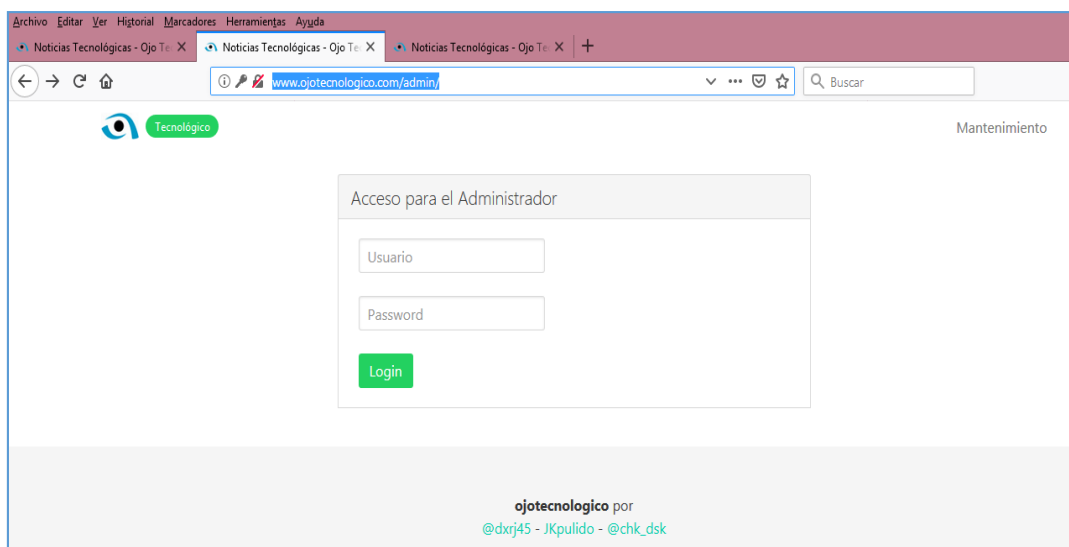 Archivo Editar Ver Historial Marcadores Herramientas Ayuda
Noticias Tecnológicas - Ojo Te Noticias Tecnológicas - Ojo Te Noticias Tecnológicas - Ojo Te
www.ojotecnologico.com/admin/ Buscar
Tecnológico Mantenimiento
Acceso para el Administrador
Usuario
Password
Login
ojotecnologico por
@dxrj45 - JKpulido - @chk_dsk